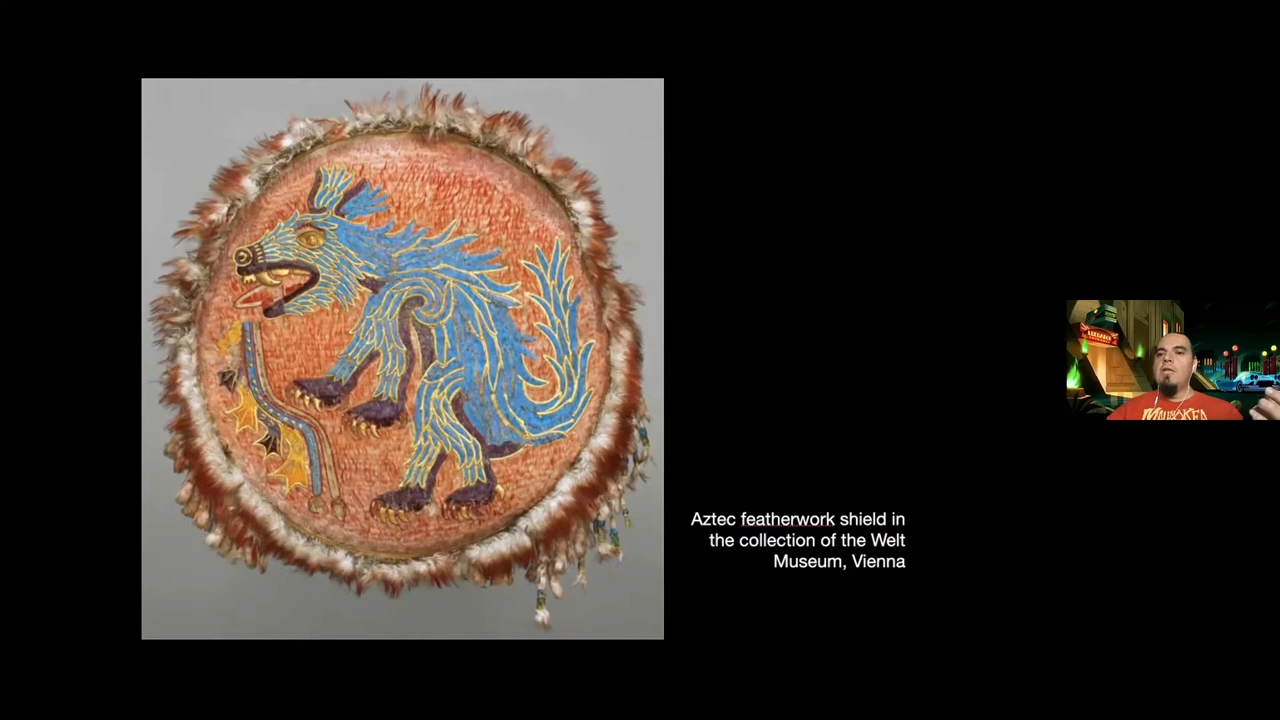 Aztec featherwork shield in
the collection of the Welt
Museum, Vienna